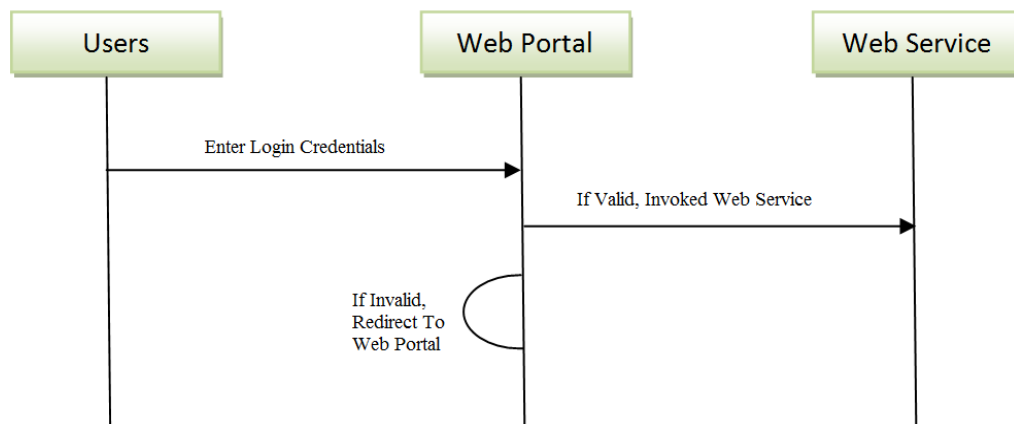 Users
Web Portal
Web Service
Enter Login Credentials
If Valid, Invoked Web Service
If Invalid,
Redirect To
Web Portal